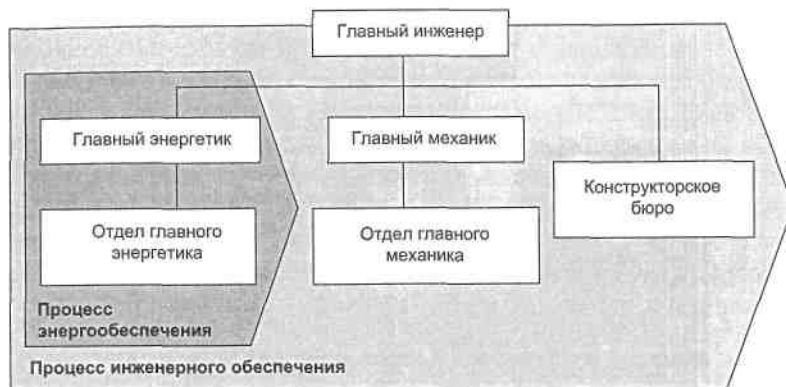 Главный инженер
Главный энергетик
Главный механик
Конструкторское
бюро
Отдел главного
энергетика
Отдел главного
механика
Процесс
энергообеспечения
Процесс инженерного обеспечения